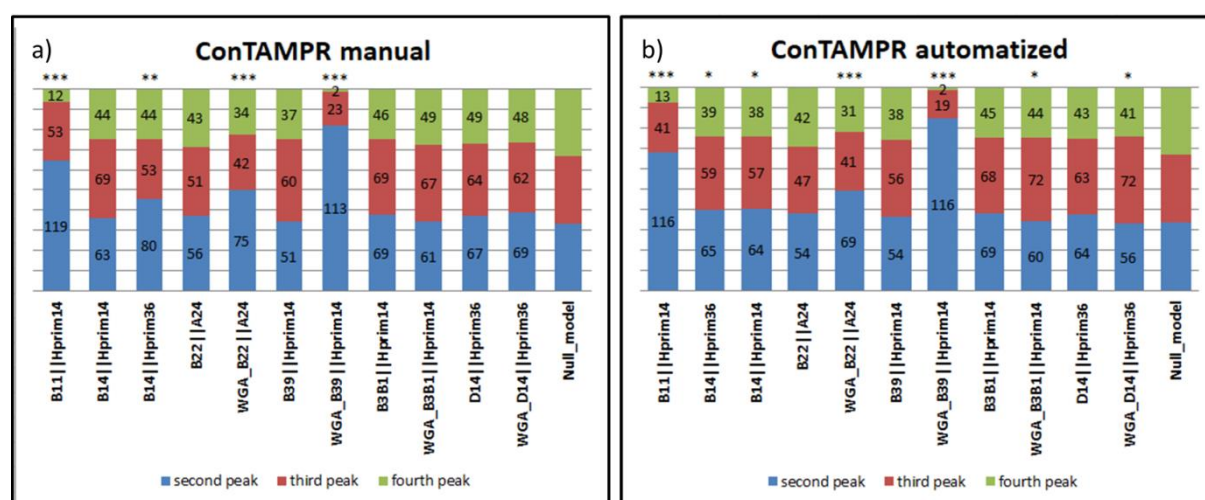 a)
ConTAMPR manual
*** ** *** ***
12 44 44 43 34 37 2 46 49 49 48
53 69 53 51 42 60 23 69 67 64 62
119 63 80 56 75 51 113 69 61 67 69
B11||Hprim14
B14||Hprim14
B14||Hprim36
B22||A24
WGA_B22||A24
B39||Hprim14
WGA_B39||Hprim14
B3B1||Hprim14
WGA_B3B1||Hprim14
D14||Hprim36
WGA_D14||Hprim36
Null_model
second peak third peak fourth peak
b)
ConTAMPR automatized
*** * * *** *** * *
13 39 38 42 31 38 2 45 44 43 41
41 59 57 47 41 56 19 68 72 63 72
116 65 64 54 69 54 116 69 60 64 56
B11||Hprim14
B14||Hprim36
B14||Hprim14
B22||A24
WGA_B22||A24
B39||Hprim14
WGA_B39||Hprim14
B3B1||Hprim14
WGA_B3B1||Hprim14
D14||Hprim36
WGA_D14||Hprim36
Null_model
second peak third peak fourth peak